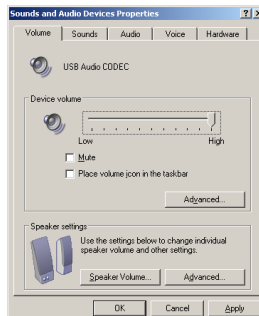 Sounds and Audio Devices Properties
Volume Sounds Audio Voice Hardware
USB Audio CODEC
Device volume
Low High
Mute
Place volume icon in the taskbar
Advanced...
Speaker settings
Use the settings below to change individual
speaker volume and other settings.
Speaker Volume... Advanced...
OK Cancel Apply